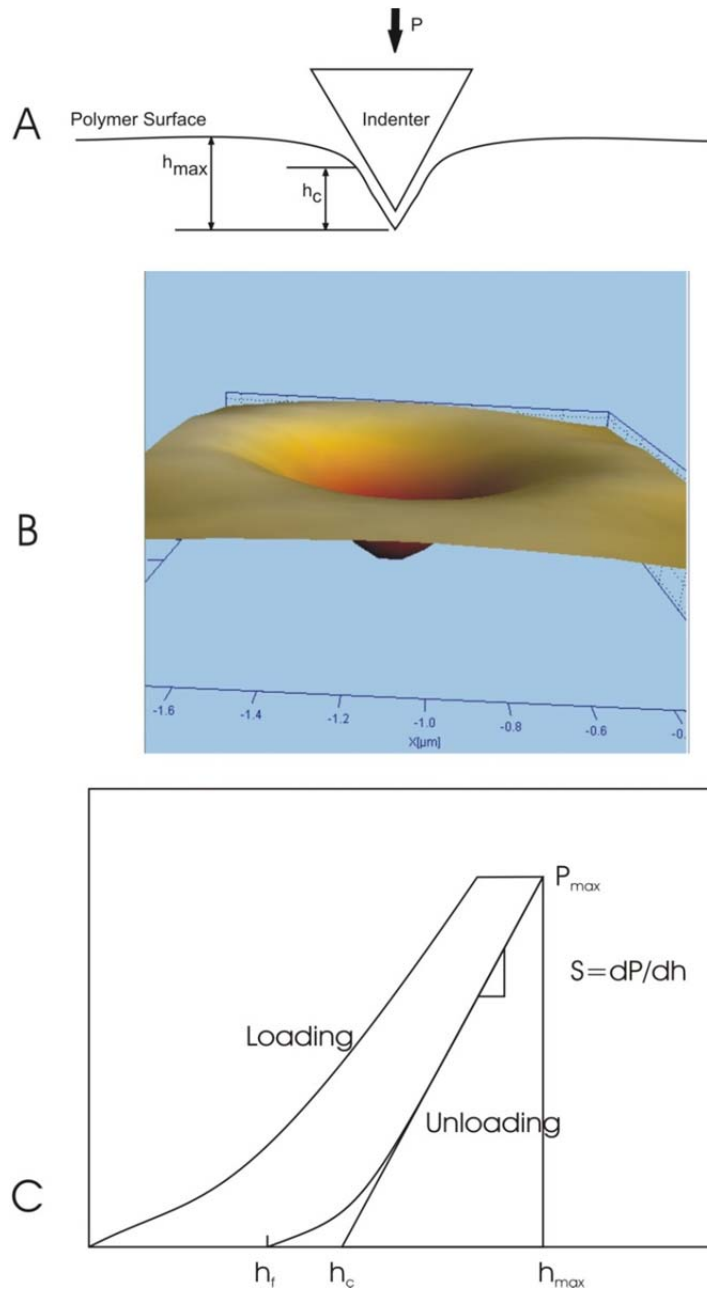 P
A
Polymer Surface
Indenter
hmax
hc
B
-1.6
-1.4
-1.2
-1.0
-0.8
-0.6
X[µm]
Pmax
S=dP/dh
Loading
Unloading
C
hf
hc
hmax